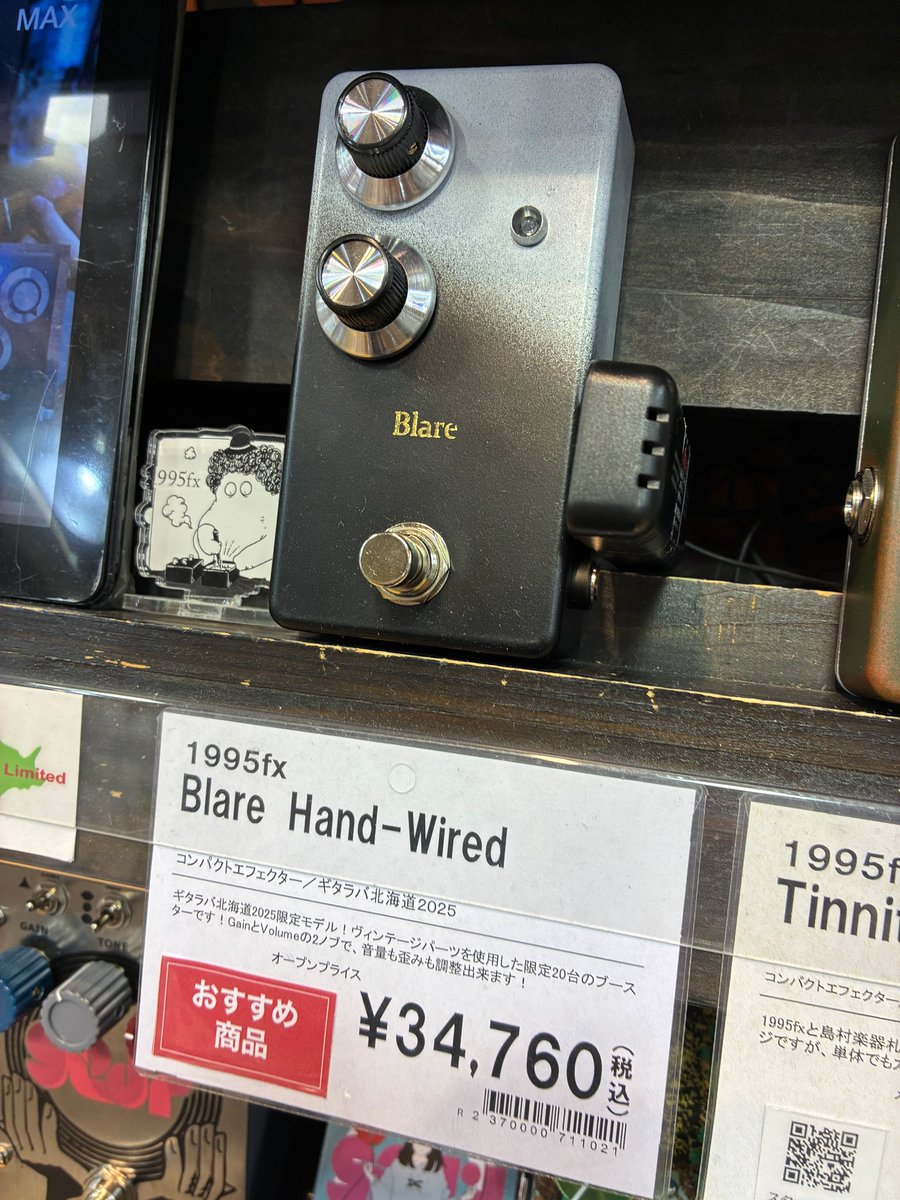 MAX
Blare
995fx
Limited
1995fx
Blare Hand-Wired
コンパクトエフェクター／ギタラバ北海道2025
ギタラバ北海道2025限定モデル！ヴィンテージパーツを使用した限定20台のブース
ターです！GainとVolumeの2ノブで、音量も歪みも調整出来ます！
オープンプライス
おすすめ
商品
¥34,760(税込)
R 2 370000 711021
GAIN
TONE
1995f
Tinnit
コンパクトエフェクター
1995fxと島村楽器札
ジですが、単体でも